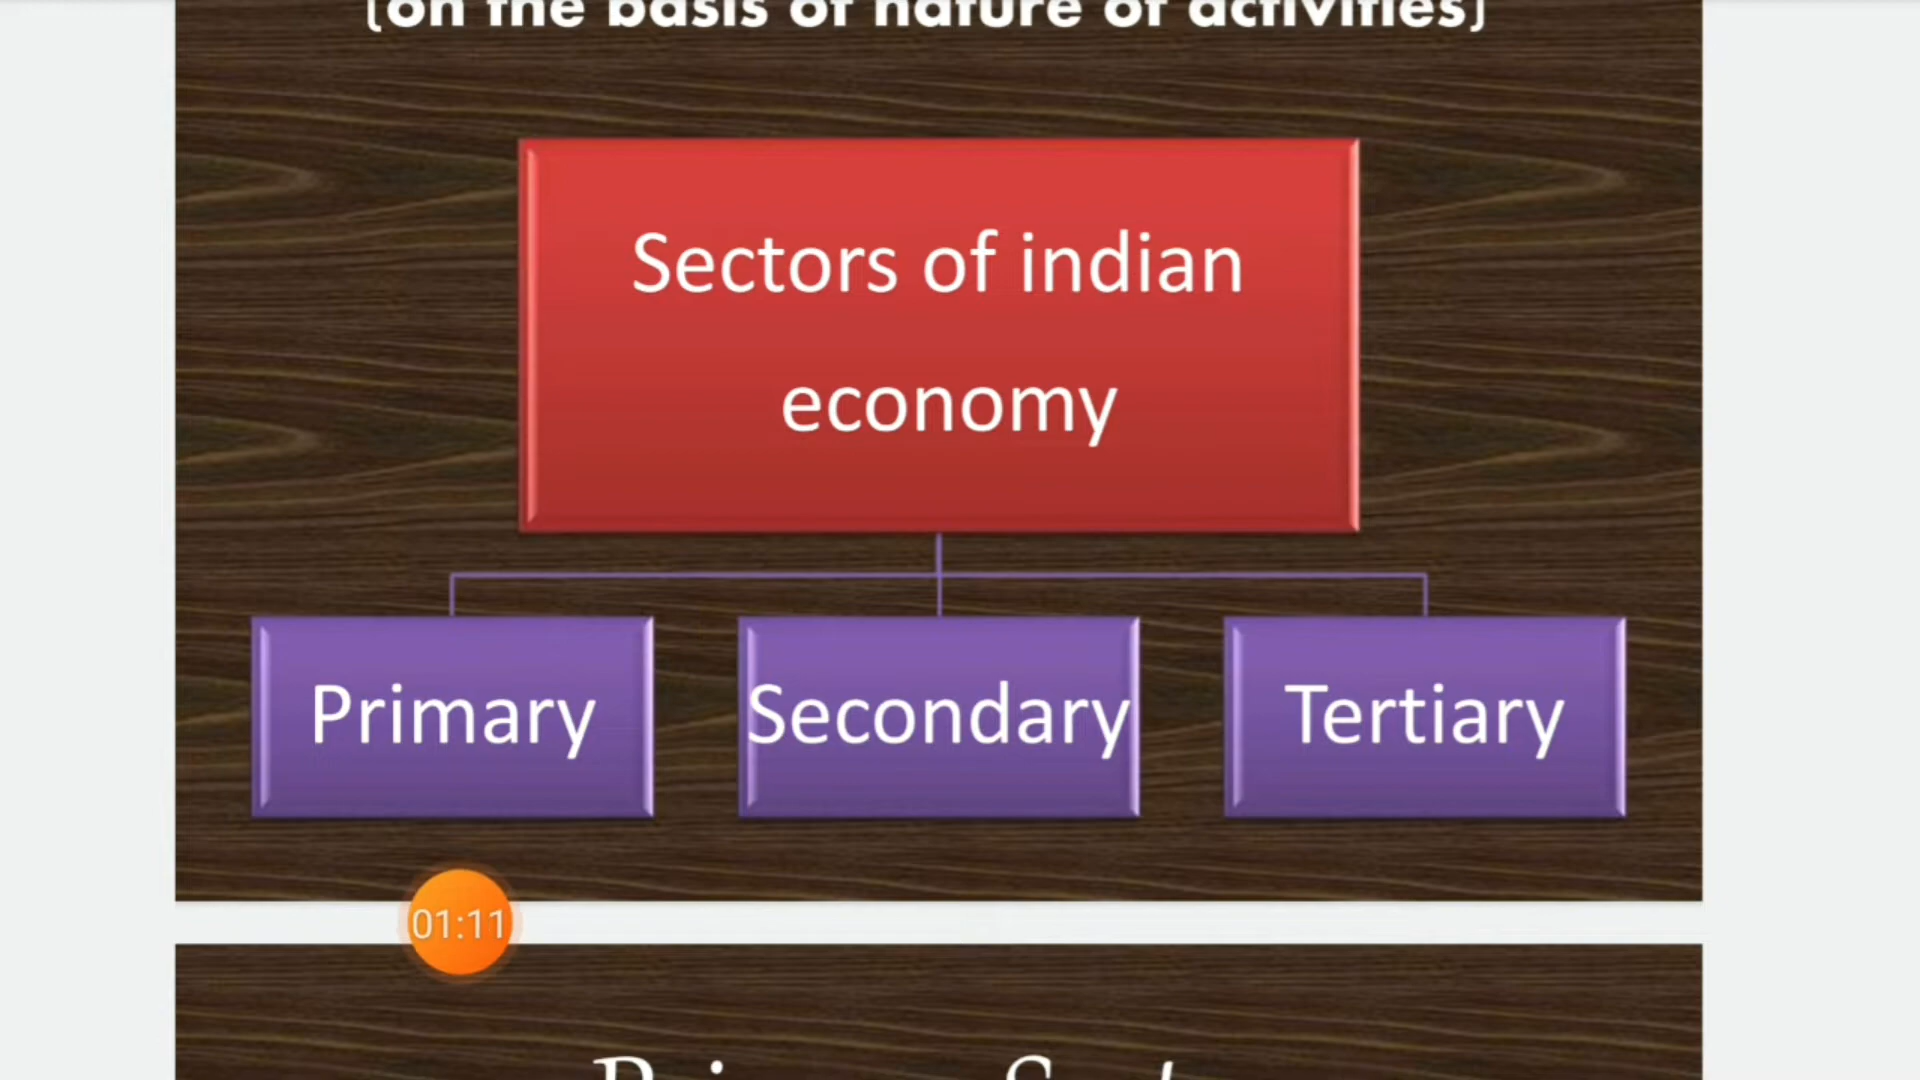 (on the basis of nature of activities)
Sectors of indian
economy
Primary
Secondary
Tertiary
01:11